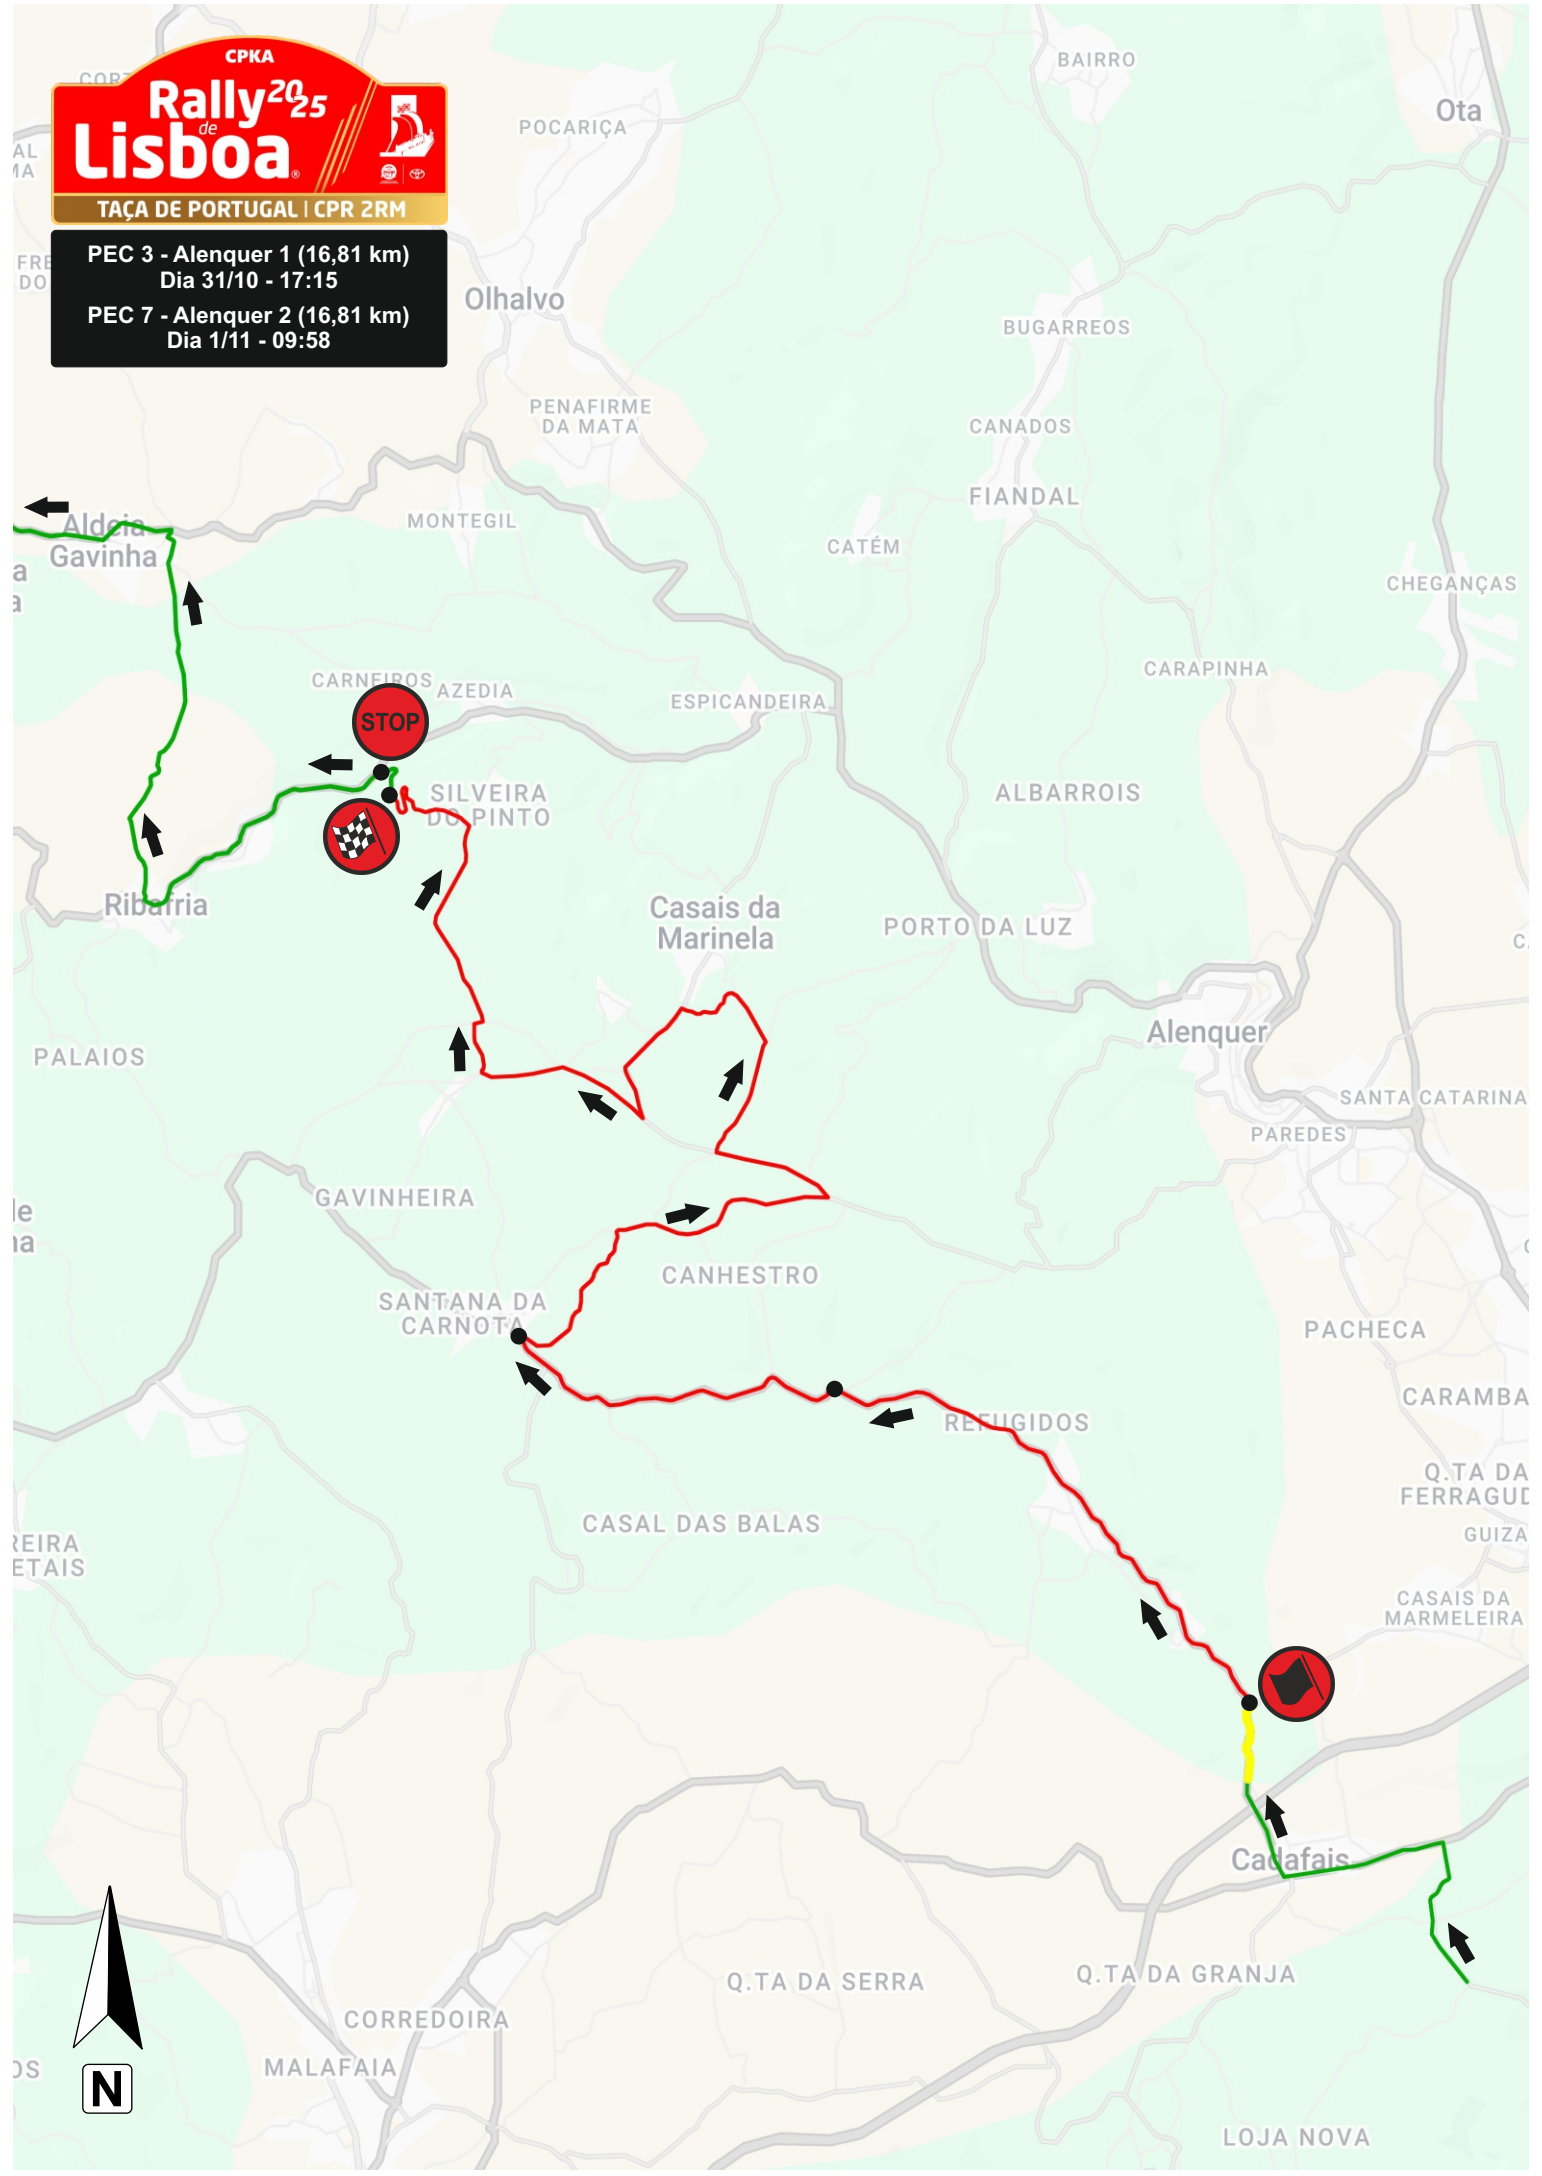 CPKA
Rally 2025
de
Lisboa®
TAÇA DE PORTUGAL | CPR 2RM
PEC 3 - Alenquer 1 (16,81 km)
Dia 31/10 - 17:15
PEC 7 - Alenquer 2 (16,81 km)
Dia 1/11 - 09:58
BAIRRO
Ota
POCARIÇA
Olhalvo
BUGARREOS
PENAFIRME
DA MATA
CANADOS
FIANDAL
MONTEGIL
Aldeia
Gavinha
CATÉM
CHEGANÇAS
CARNEIROS
AZEDIA
ESPICANDEIRA
CARAPINHA
STOP
SILVEIRA
DO PINTO
ALBARROIS
Ribafria
Casais da
Marinela
PORTO DA LUZ
Alenquer
PALAIOS
SANTA CATARINA
PAREDES
GAVINHEIRA
CANHESTRO
SANTANA DA
CARNOTA
PACHECA
CARAMBA
REFUGIDOS
Q.TA DA
FERRAGUD
CASAL DAS BALAS
GUIZA
REIRA
ETAIS
CASAIS DA
MARMELEIRA
Cadafais
Q.TA DA SERRA
Q.TA DA GRANJA
CORREDOIRA
MALAFAIA
N
LOJA NOVA